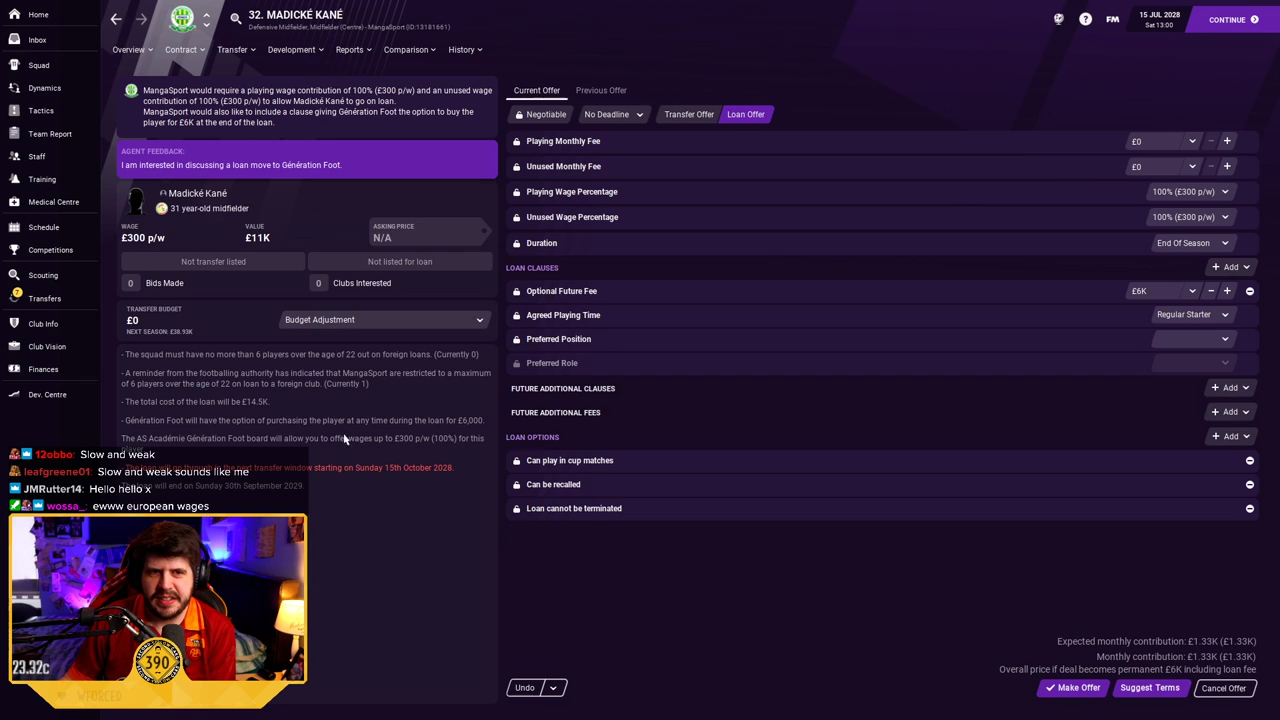 Home
Inbox
Squad
Dynamics
Tactics
Team Report
Staff
Training
Medical Centre
Schedule
Competitions
Scouting
7
Transfers
Club Info
Club Vision
Finances
Dev. Centre
32. MADICKÉ KANÉ
Defensive Midfielder, Midfielder (Centre) - MangaSport (ID:13181661)
FM
15 JUL 2028
Sat 13:00
CONTINUE
Overview
Contract
Transfer
Development
Reports
Comparison
History
MangaSport would require a playing wage contribution of 100% (£300 p/w) and an unused wage
contribution of 100% (£300 p/w) to allow Madické Kané to go on loan.
MangaSport would also like to include a clause giving Génération Foot the option to buy the
player for £6K at the end of the loan.
AGENT FEEDBACK:
I am interested in discussing a loan move to Génération Foot.
Madické Kané
31 year-old midfielder
WAGE
£300 p/w
VALUE
£11K
ASKING PRICE
N/A
Not transfer listed
Not listed for loan
0 Bids Made
0 Clubs Interested
TRANSFER BUDGET
£0
NEXT SEASON: £38.93K
Budget Adjustment
- The squad must have no more than 6 players over the age of 22 out on foreign loans. (Currently 0)
- A reminder from the footballing authority has indicated that MangaSport are restricted to a maximum
of 6 players over the age of 22 on loan to a foreign club. (Currently 1)
- The total cost of the loan will be £14.5K.
- Génération Foot will have the option of purchasing the player at any time during the loan for £6,000.
The AS Académie Génération Foot board will allow you to offer wages up to £300 p/w (100%) for this
- The loan will go through in the next transfer window starting on Sunday 15th October 2028.
- The loan will end on Sunday 30th September 2029.
12obbo: Slow and weak
leafgreene01: Slow and weak sounds like me
JMRutter14: Hello hello x
wossa_: ewww european wages
23.32c
390
Current Offer
Previous Offer
Negotiable
No Deadline
Transfer Offer
Loan Offer
Playing Monthly Fee
£0
Unused Monthly Fee
£0
Playing Wage Percentage
100% (£300 p/w)
Unused Wage Percentage
100% (£300 p/w)
Duration
End Of Season
LOAN CLAUSES
+ Add
Optional Future Fee
£6K
Agreed Playing Time
Regular Starter
Preferred Position
Preferred Role
FUTURE ADDITIONAL CLAUSES
+ Add
FUTURE ADDITIONAL FEES
+ Add
LOAN OPTIONS
+ Add
Can play in cup matches
Can be recalled
Loan cannot be terminated
Expected monthly contribution: £1.33K (£1.33K)
Monthly contribution: £1.33K (£1.33K)
Overall price if deal becomes permanent £6K including loan fee
Undo
Make Offer
Suggest Terms
Cancel Offer